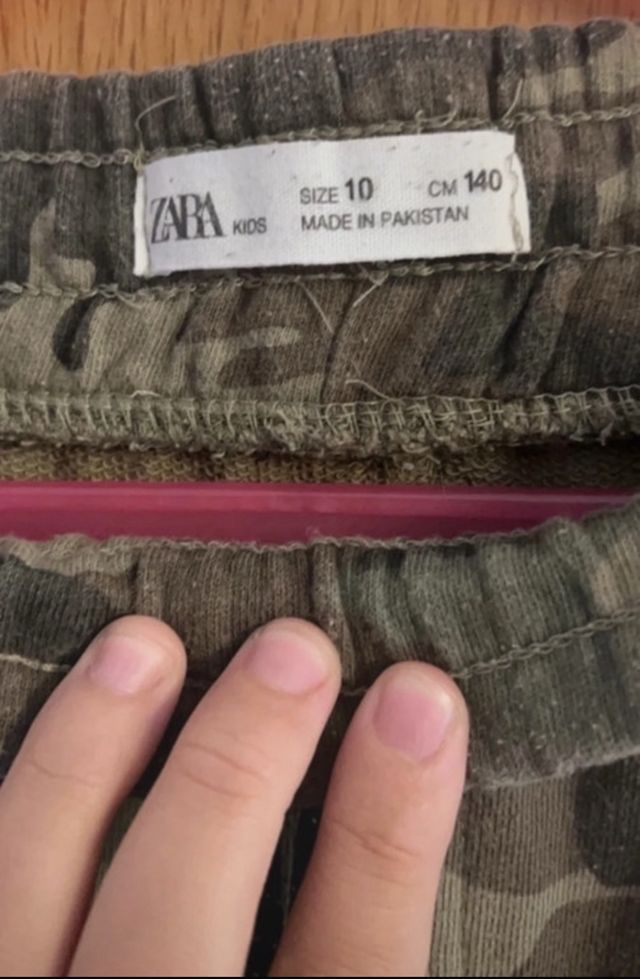 ZARA KIDS SIZE 10 CM 140
MADE IN PAKISTAN